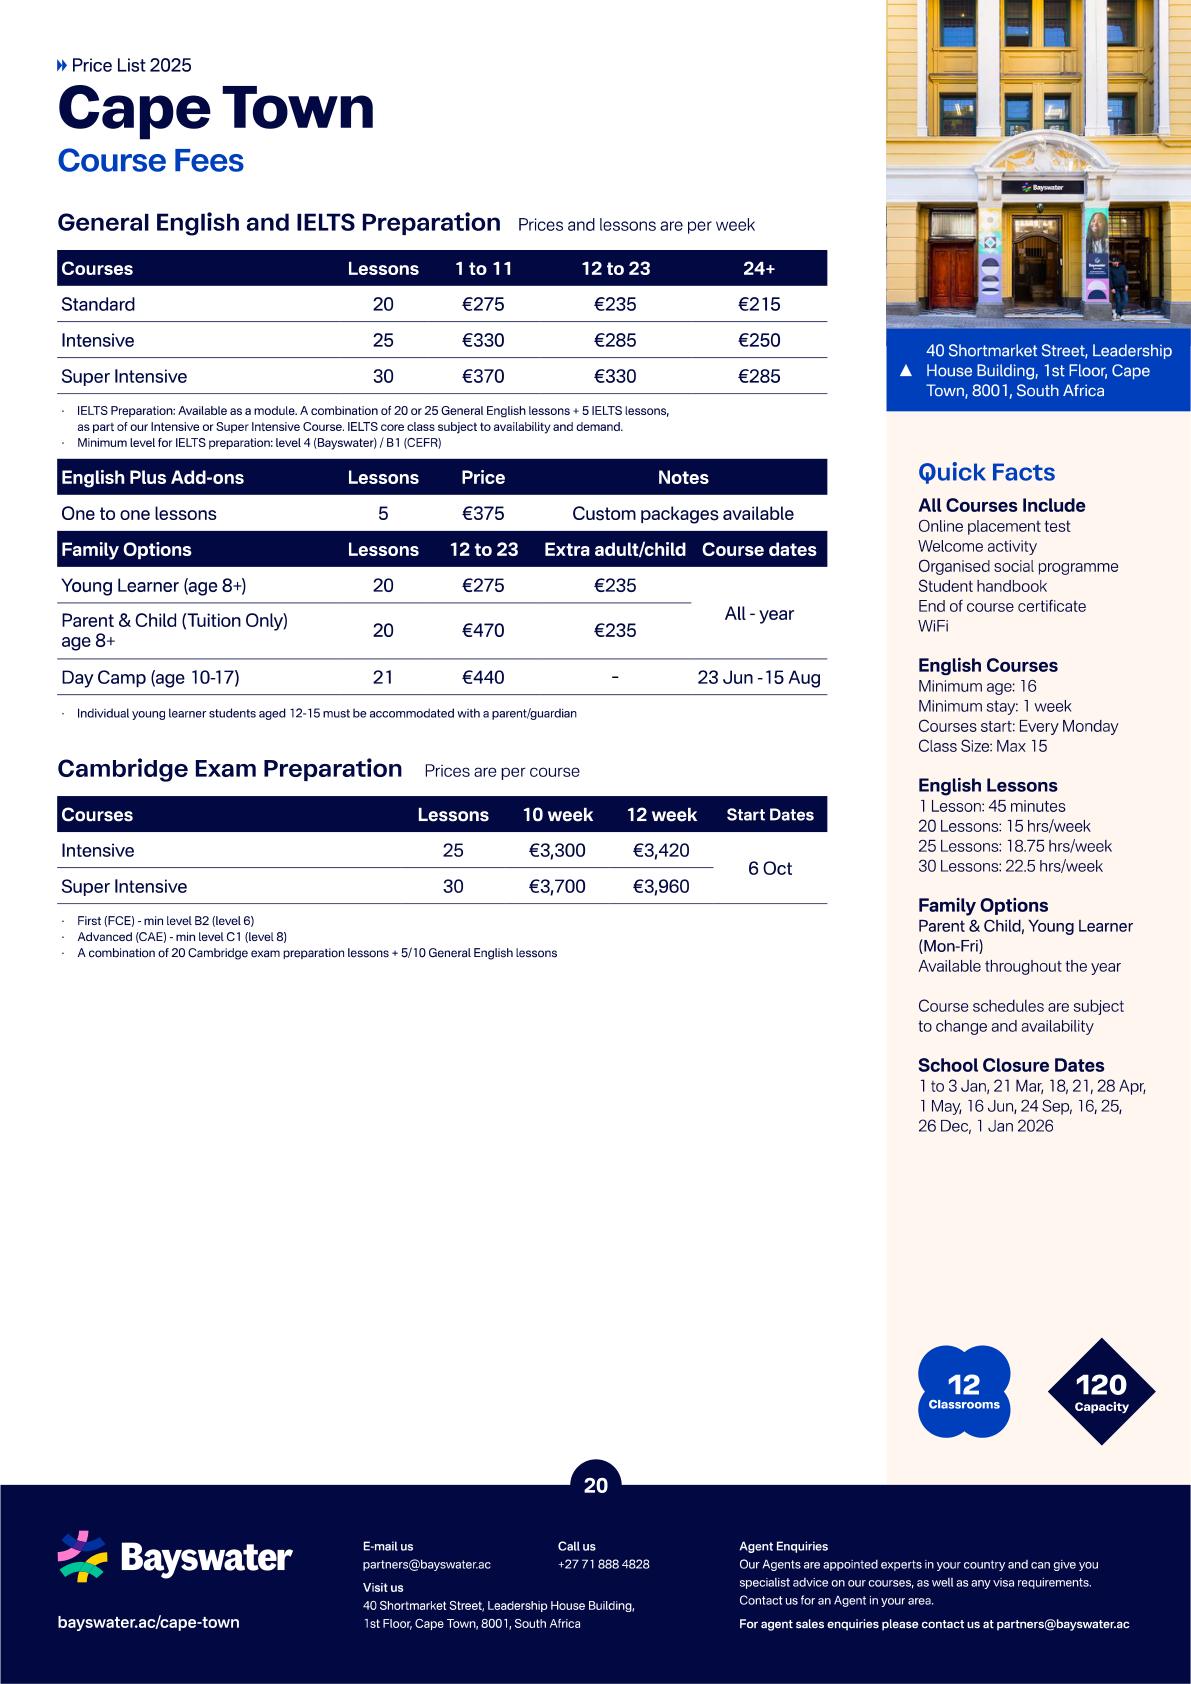 Price List 2025
Cape Town
Course Fees
General English and IELTS Preparation Prices and lessons are per week
Courses Lessons 1 to 11 12 to 23 24+
Standard 20 €275 €235 €215
Intensive 25 €330 €285 €250
Super Intensive 30 €370 €330 €285
· IELTS Preparation: Available as a module. A combination of 20 or 25 General English lessons + 5 IELTS lessons,
as part of our Intensive or Super Intensive Course. IELTS core class subject to availability and demand.
· Minimum level for IELTS preparation: level 4 (Bayswater) / B1 (CEFR)
English Plus Add-ons Lessons Price Notes
One to one lessons 5 €375 Custom packages available
Family Options Lessons 12 to 23 Extra adult/child Course dates
Young Learner (age 8+) 20 €275 €235
All - year
Parent & Child (Tuition Only)
age 8+ 20 €470 €235
Day Camp (age 10-17) 21 €440 - 23 Jun -15 Aug
· Individual young learner students aged 12-15 must be accommodated with a parent/guardian
Cambridge Exam Preparation Prices are per course
Courses Lessons 10 week 12 week Start Dates
Intensive 25 €3,300 €3,420
6 Oct
Super Intensive 30 €3,700 €3,960
· First (FCE) - min level B2 (level 6)
· Advanced (CAE) - min level C1 (level 8)
· A combination of 20 Cambridge exam preparation lessons + 5/10 General English lessons
Bayswater
40 Shortmarket Street, Leadership
House Building, 1st Floor, Cape
Town, 8001, South Africa
Quick Facts
All Courses Include
Online placement test
Welcome activity
Organised social programme
Student handbook
End of course certificate
WiFi
English Courses
Minimum age: 16
Minimum stay: 1 week
Courses start: Every Monday
Class Size: Max 15
English Lessons
1 Lesson: 45 minutes
20 Lessons: 15 hrs/week
25 Lessons: 18.75 hrs/week
30 Lessons: 22.5 hrs/week
Family Options
Parent & Child, Young Learner
(Mon-Fri)
Available throughout the year
Course schedules are subject
to change and availability
School Closure Dates
1 to 3 Jan, 21 Mar, 18, 21, 28 Apr,
1 May, 16 Jun, 24 Sep, 16, 25,
26 Dec, 1 Jan 2026
12
Classrooms
120
Capacity
20
Bayswater
bayswater.ac/cape-town
E-mail us
partners@bayswater.ac
Visit us
40 Shortmarket Street, Leadership House Building,
1st Floor, Cape Town, 8001, South Africa
Call us
+27 71 888 4828
Agent Enquiries
Our Agents are appointed experts in your country and can give you
specialist advice on our courses, as well as any visa requirements.
Contact us for an Agent in your area.
For agent sales enquiries please contact us at partners@bayswater.ac